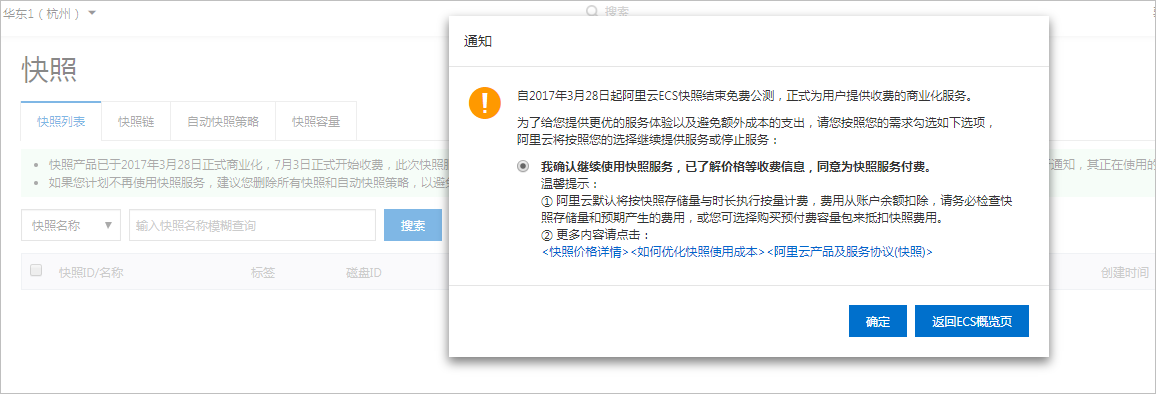 华东1（杭州）
搜索
快照
快照列表
快照链
自动快照策略
快照容量
快照产品已于2017年3月28日正式商业化，7月3日正式开始收费，此次快照
通知，其正在使用的
如果您计划不再使用快照服务，建议您删除所有快照和自动快照策略，以避免
快照名称
输入快照名称模糊查询
搜索
快照ID/名称
标签
磁盘ID
创建时间
通知
自2017年3月28日起阿里云ECS快照结束免费公测，正式为用户提供收费的商业化服务。
为了给您提供更优的服务体验以及避免额外成本的支出，请您按照您的需求勾选如下选项，
阿里云将按照您的选择继续提供服务或停止服务：
我确认继续使用快照服务，已了解价格等收费信息，同意为快照服务付费。
温馨提示：
① 阿里云默认将按快照存储量与时长执行按量计费，费用从账户余额扣除，请务必检查快
照存储量和预期产生的费用，或您可选择购买预付费容量包来抵扣快照费用。
② 更多内容请点击：
<快照价格详情> <如何优化快照使用成本> <阿里云产品及服务协议(快照)>
确定
返回ECS概览页